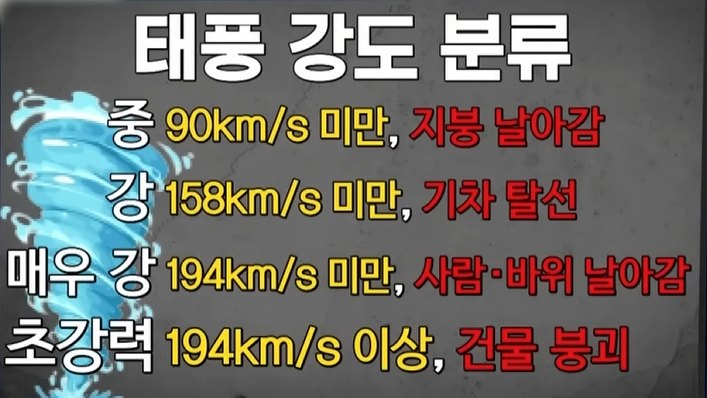 태풍 강도 분류
중 90km/s 미만, 지붕 날아감
강 158km/s 미만, 기차 탈선
매우 강 194km/s 미만, 사람·바위 날아감
초강력 194km/s 이상, 건물 붕괴